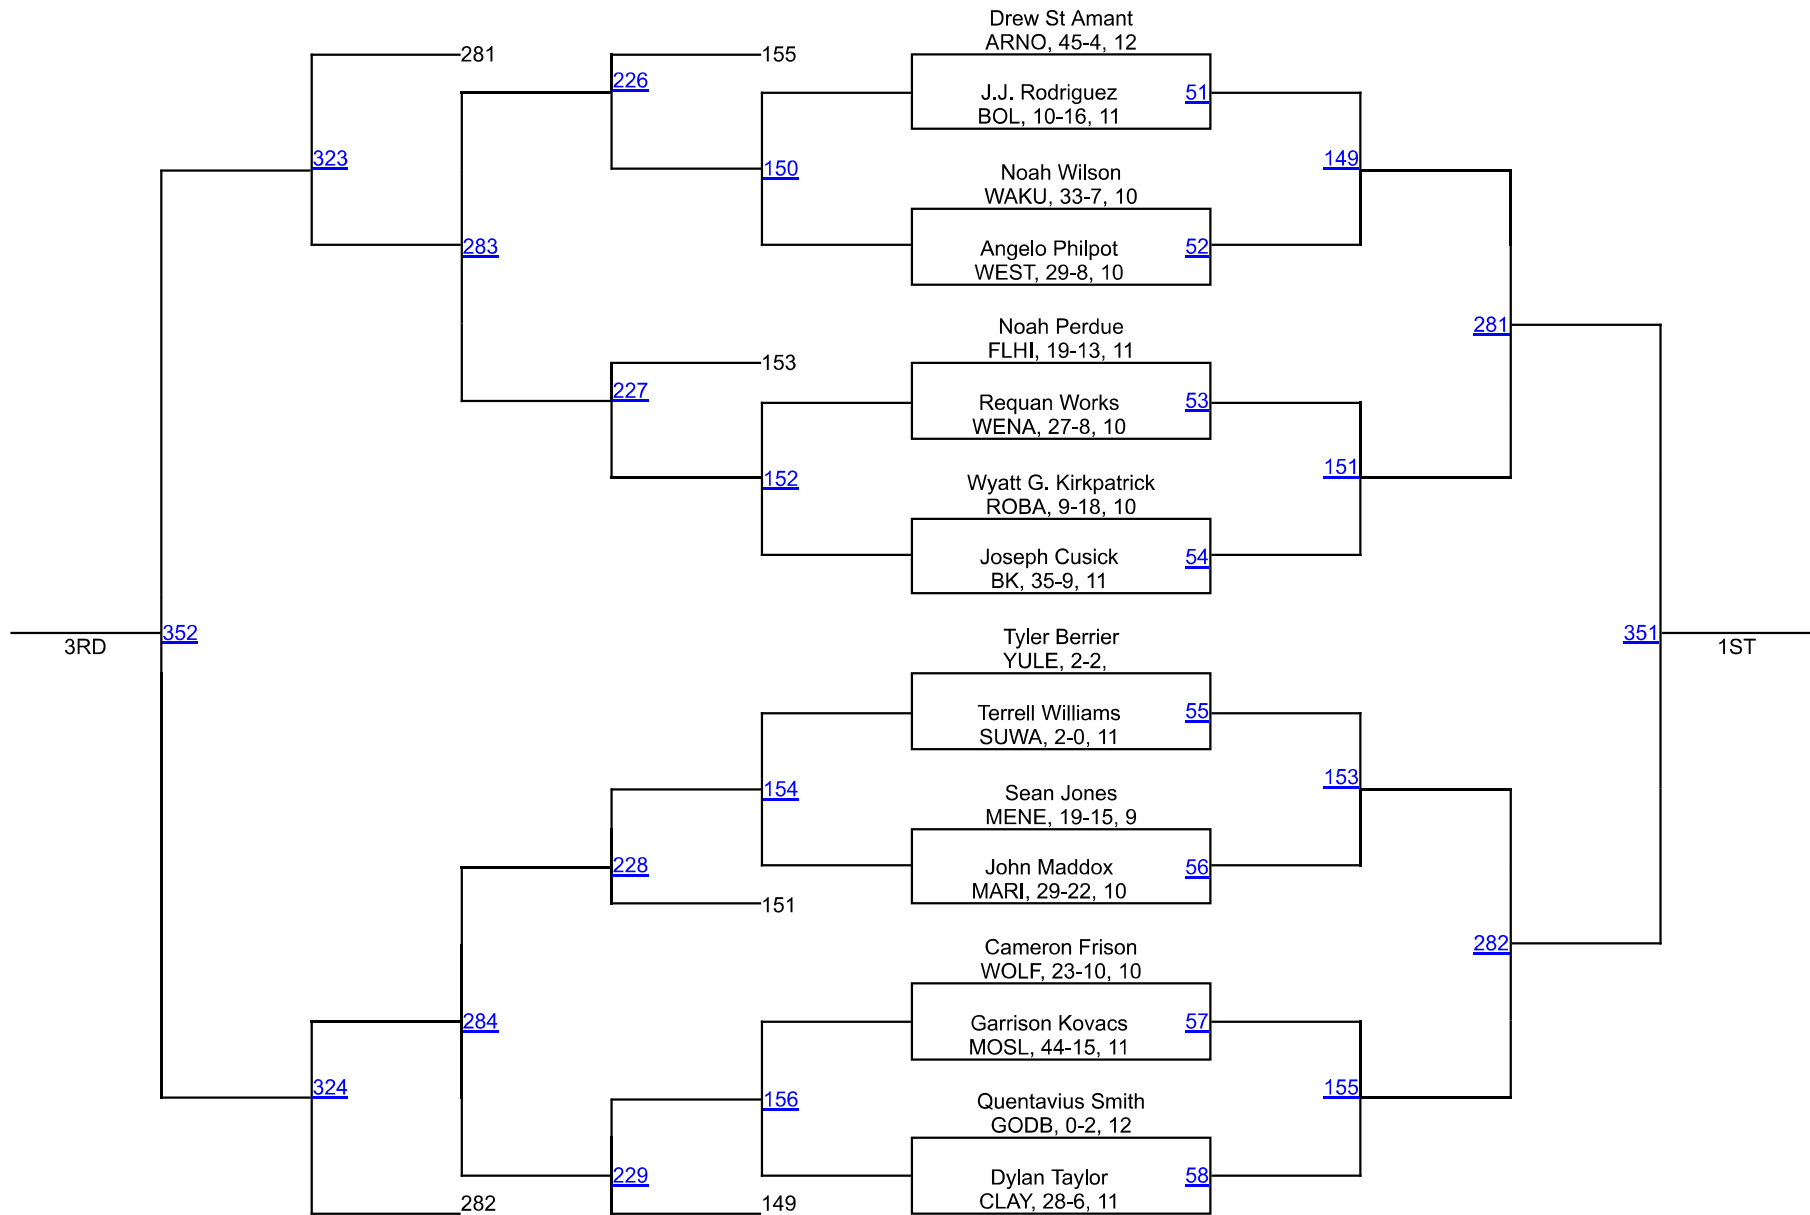 Drew St Amant
ARNO, 45-4, 12
281
155
226
J.J. Rodriguez
51
BOL, 10-16, 11
323
150
Noah Wilson
149
WAKU, 33-7, 10
283
Angelo Philpot
52
WEST, 29-8, 10
Noah Perdue
281
FLHI, 19-13, 11
153
227
Requan Works
53
WENA, 27-8, 10
152
Wyatt G. Kirkpatrick
151
ROBA, 9-18, 10
Joseph Cusick
54
BK, 35-9, 11
3RD
352
Tyler Berrier
351
1ST
YULE, 2-2,
Terrell Williams
55
SUWA, 2-0, 11
154
Sean Jones
153
MENE, 19-15, 9
228
John Maddox
56
MARI, 29-22, 10
151
Cameron Frison
282
WOLF, 23-10, 10
284
Garrison Kovacs
57
MOSL, 44-15, 11
324
156
Quentavius Smith
155
GODB, 0-2, 12
229
Dylan Taylor
58
CLAY, 28-6, 11
282
149